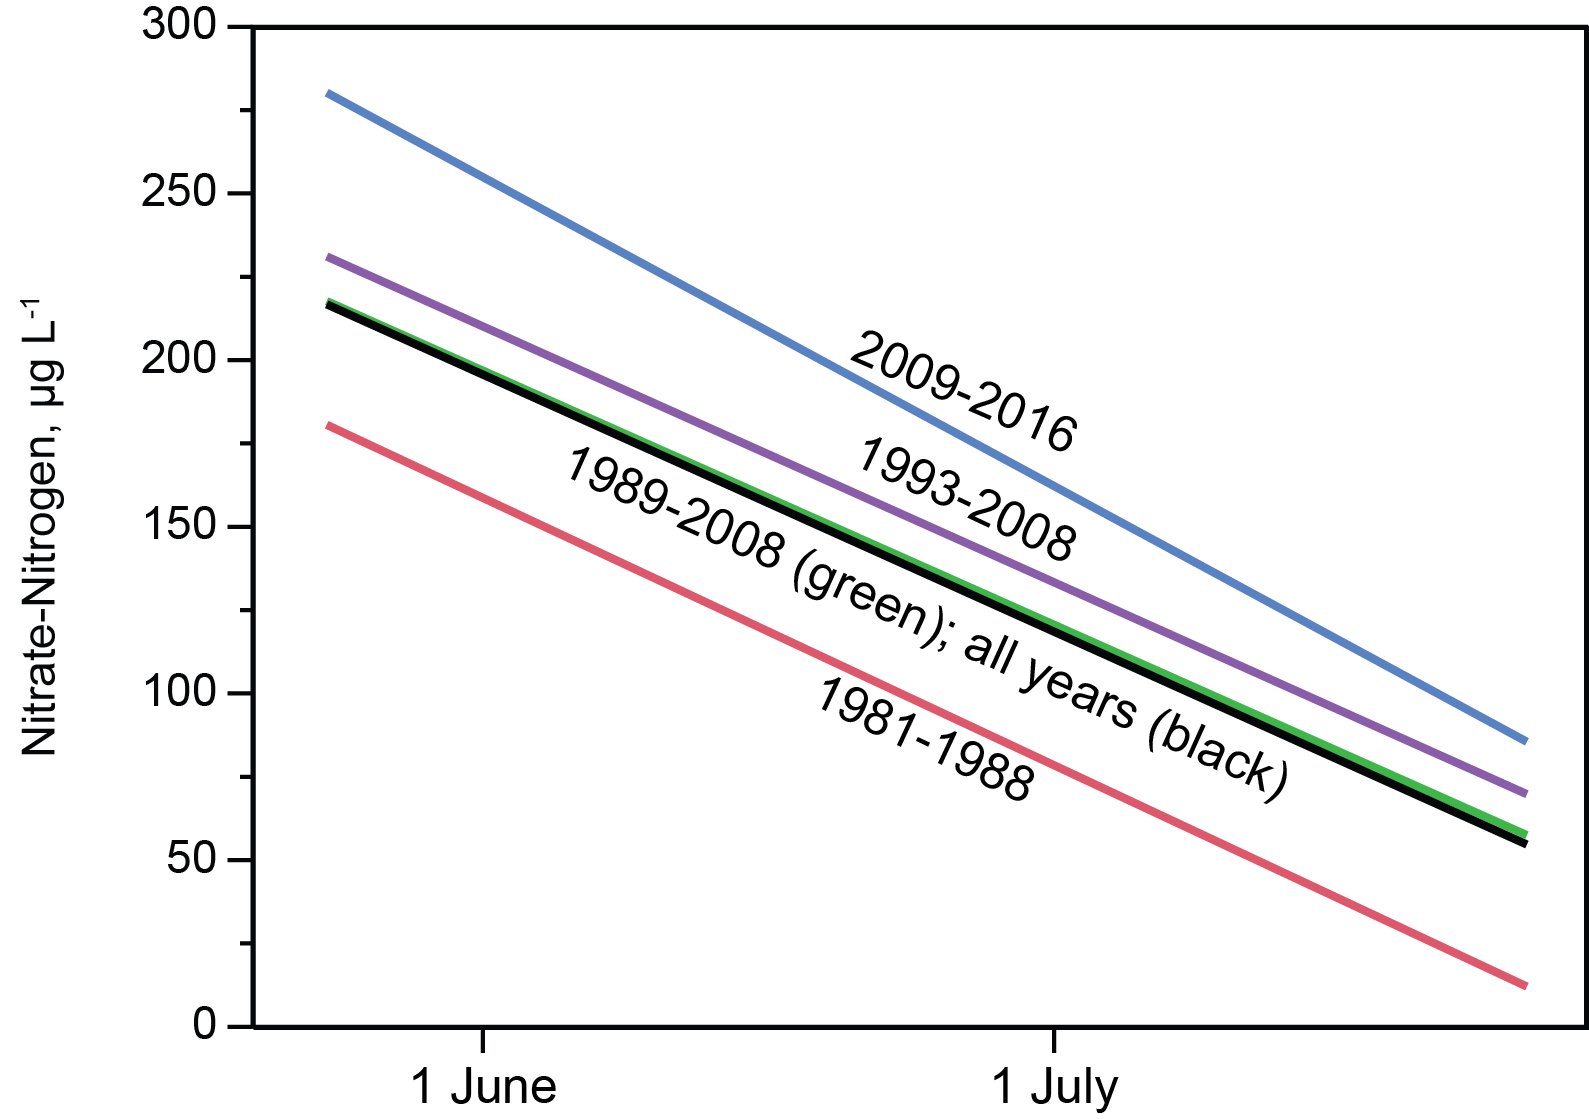 300
250
200
150
100
50
0
Nitrate-Nitrogen, µg L⁻¹
2009-2016
1993-2008
1989-2008 (green); all years (black)
1981-1988
1 June
1 July